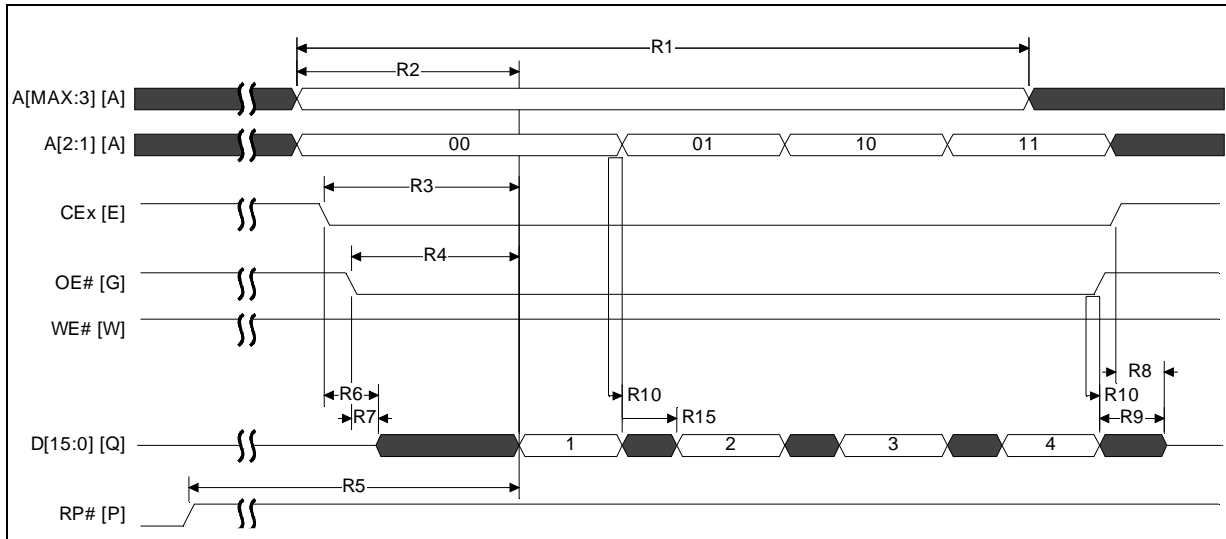 R1
R2
A[MAX:3] [A]
A[2:1] [A]
00
01
10
11
R3
CEx [E]
R4
OE# [G]
WE# [W]
R6
R10
R8
R10
R7
R15
R9
D[15:0] [Q]
1
2
3
4
R5
RP# [P]